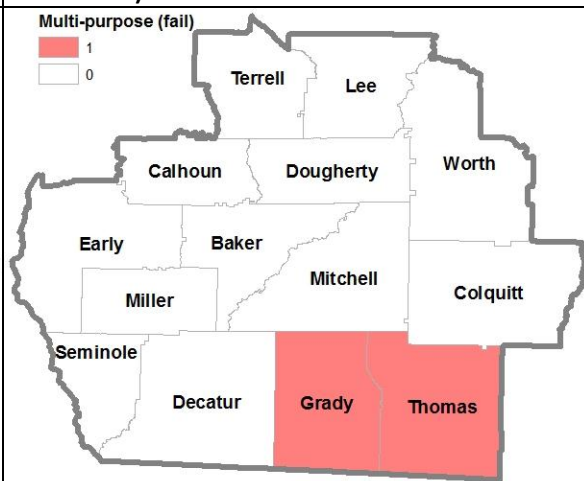 Multi-purpose (fail)
1
0
Terrell
Lee
Worth
Calhoun
Dougherty
Early
Baker
Mitchell
Colquitt
Miller
Seminole
Decatur
Grady
Thomas